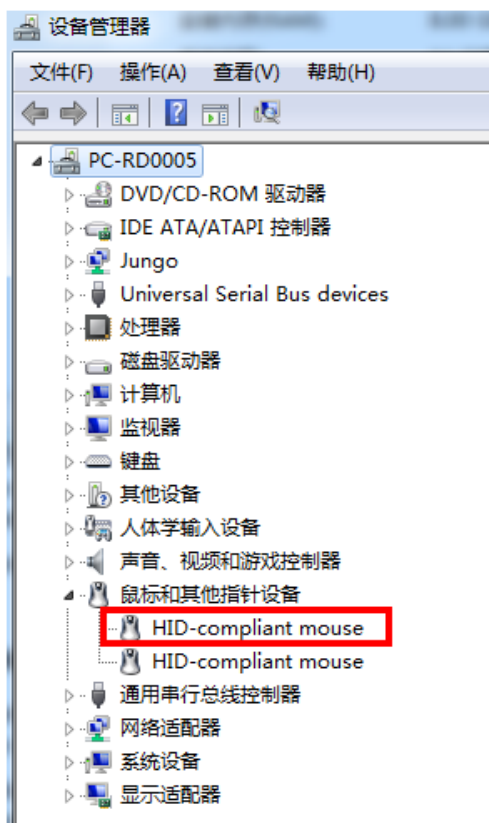 设备管理器
文件(F) 操作(A) 查看(V) 帮助(H)
PC-RD0005
DVD/CD-ROM 驱动器
IDE ATA/ATAPI 控制器
Jungo
Universal Serial Bus devices
处理器
磁盘驱动器
计算机
监视器
键盘
其他设备
人体学输入设备
声音、视频和游戏控制器
鼠标和其他指针设备
HID-compliant mouse
HID-compliant mouse
通用串行总线控制器
网络适配器
系统设备
显示适配器